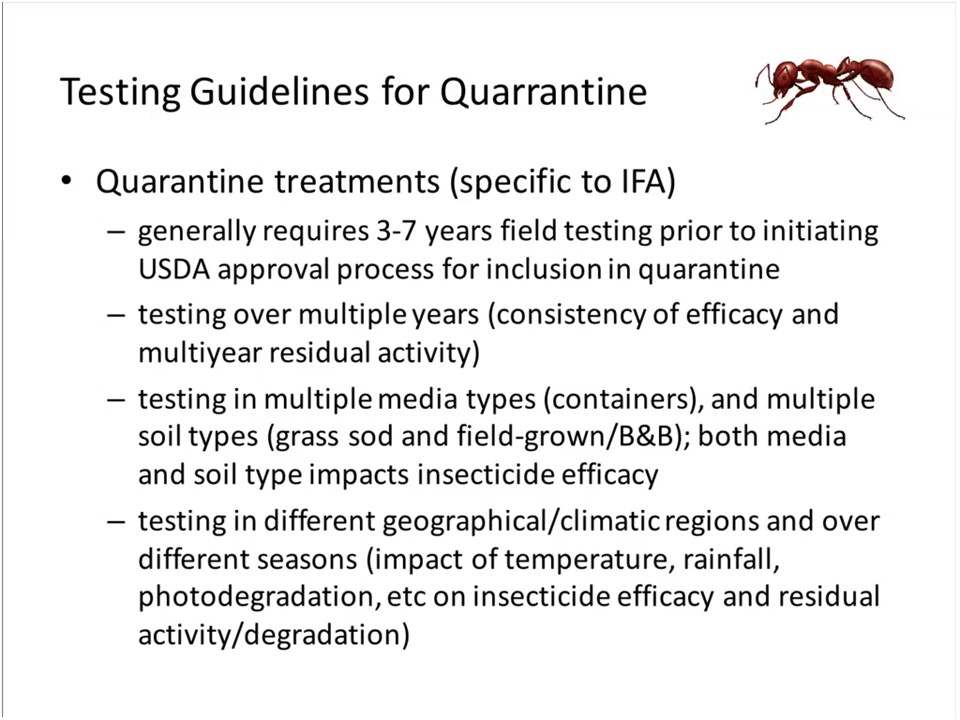 Testing Guidelines for Quarrantine
• Quarantine treatments (specific to IFA)
– generally requires 3-7 years field testing prior to initiating
USDA approval process for inclusion in quarantine
– testing over multiple years (consistency of efficacy and
multiyear residual activity)
– testing in multiple media types (containers), and multiple
soil types (grass sod and field-grown/B&B); both media
and soil type impacts insecticide efficacy
– testing in different geographical/climatic regions and over
different seasons (impact of temperature, rainfall,
photodegradation, etc on insecticide efficacy and residual
activity/degradation)